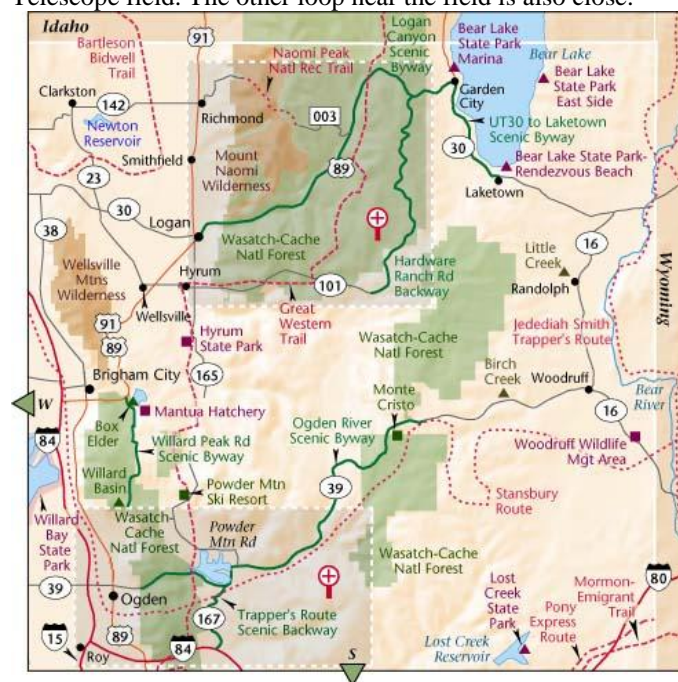 Telescope field. The other loop near the field is also close.
Idaho
Bartleson
Bidwell
Trail
91
Naomi Peak
Natl Rec Trail
Logan
Canyon
Scenic
Byway
Bear Lake
State Park
Marina
Bear Lake
Bear Lake
State Park
East Side
Clarkston
142
Richmond
003
Garden
City
Newton
Reservoir
UT30 to Laketown
Scenic Byway
Smithfield
Mount
Naomi
Wilderness
89
30
Bear Lake State Park-
Rendezvous Beach
23
Laketown
30
Logan
38
Wasatch-Cache
Natl Forest
16
Wyoming
Wellsville
Mtns
Wilderness
Hyrum
101
Hardware
Ranch Rd
Backway
Little
Creek
Randolph
Wellsville
Great
Western
Trail
91
89
Hyrum
State Park
Wasatch-Cache
Natl Forest
Jedediah Smith
Trapper's Route
165
Brigham City
Birch
Creek
Woodruff
Bear
River
W
Mantua Hatchery
Monte
Cristo
16
84
Box
Elder
Willard Peak Rd
Scenic Byway
Ogden River
Scenic Byway
Woodruff Wildlife
Mgt Area
Willard
Basin
Powder Mtn
Ski Resort
39
Stansbury
Route
Willard
Bay
State
Park
Wasatch-
Cache
Natl Forest
Powder
Mtn Rd
Wasatch-Cache
Natl Forest
39
Ogden
167
Trapper's Route
Scenic Backway
Lost
Creek
State
Park
Pony
Express
Route
Mormon-
Emigrant
Trail
80
15
89
84
Roy
Lost Creek
Reservoir
S